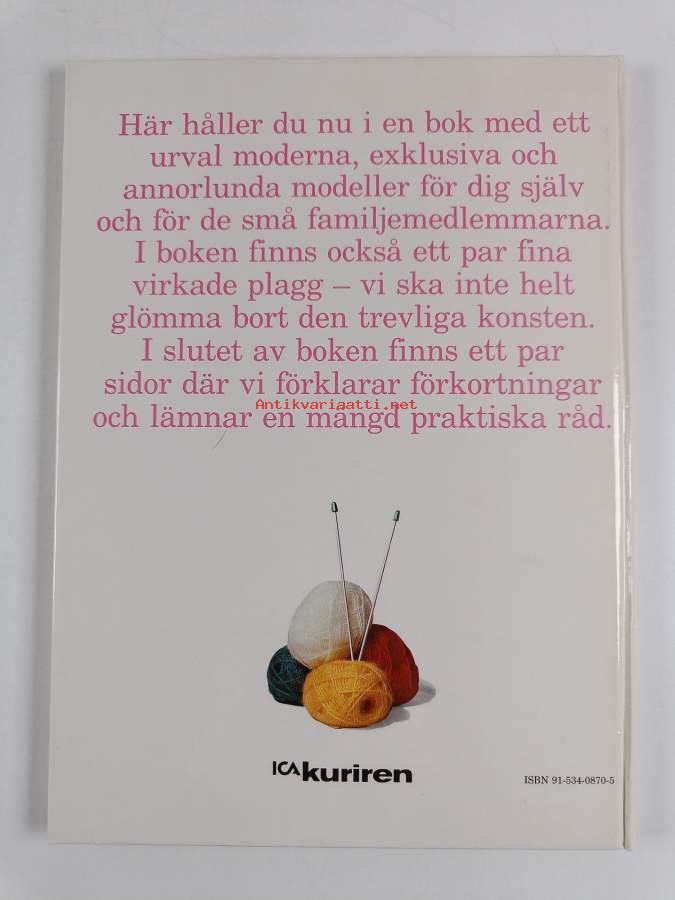 Här håller du nu i en bok med ett
urval moderna, exklusiva och
annorlunda modeller för dig själv
och för de små familjemedlemmarna.
I boken finns också ett par fina
virkade plagg – vi ska inte helt
glömma bort den trevliga konsten.
I slutet av boken finns ett par
sidor där vi förklarar förkortningar
Antikvariaatti.net
och lämnar en mängd praktiska råd.
ICA kuriren
ISBN 91-534-0870-5